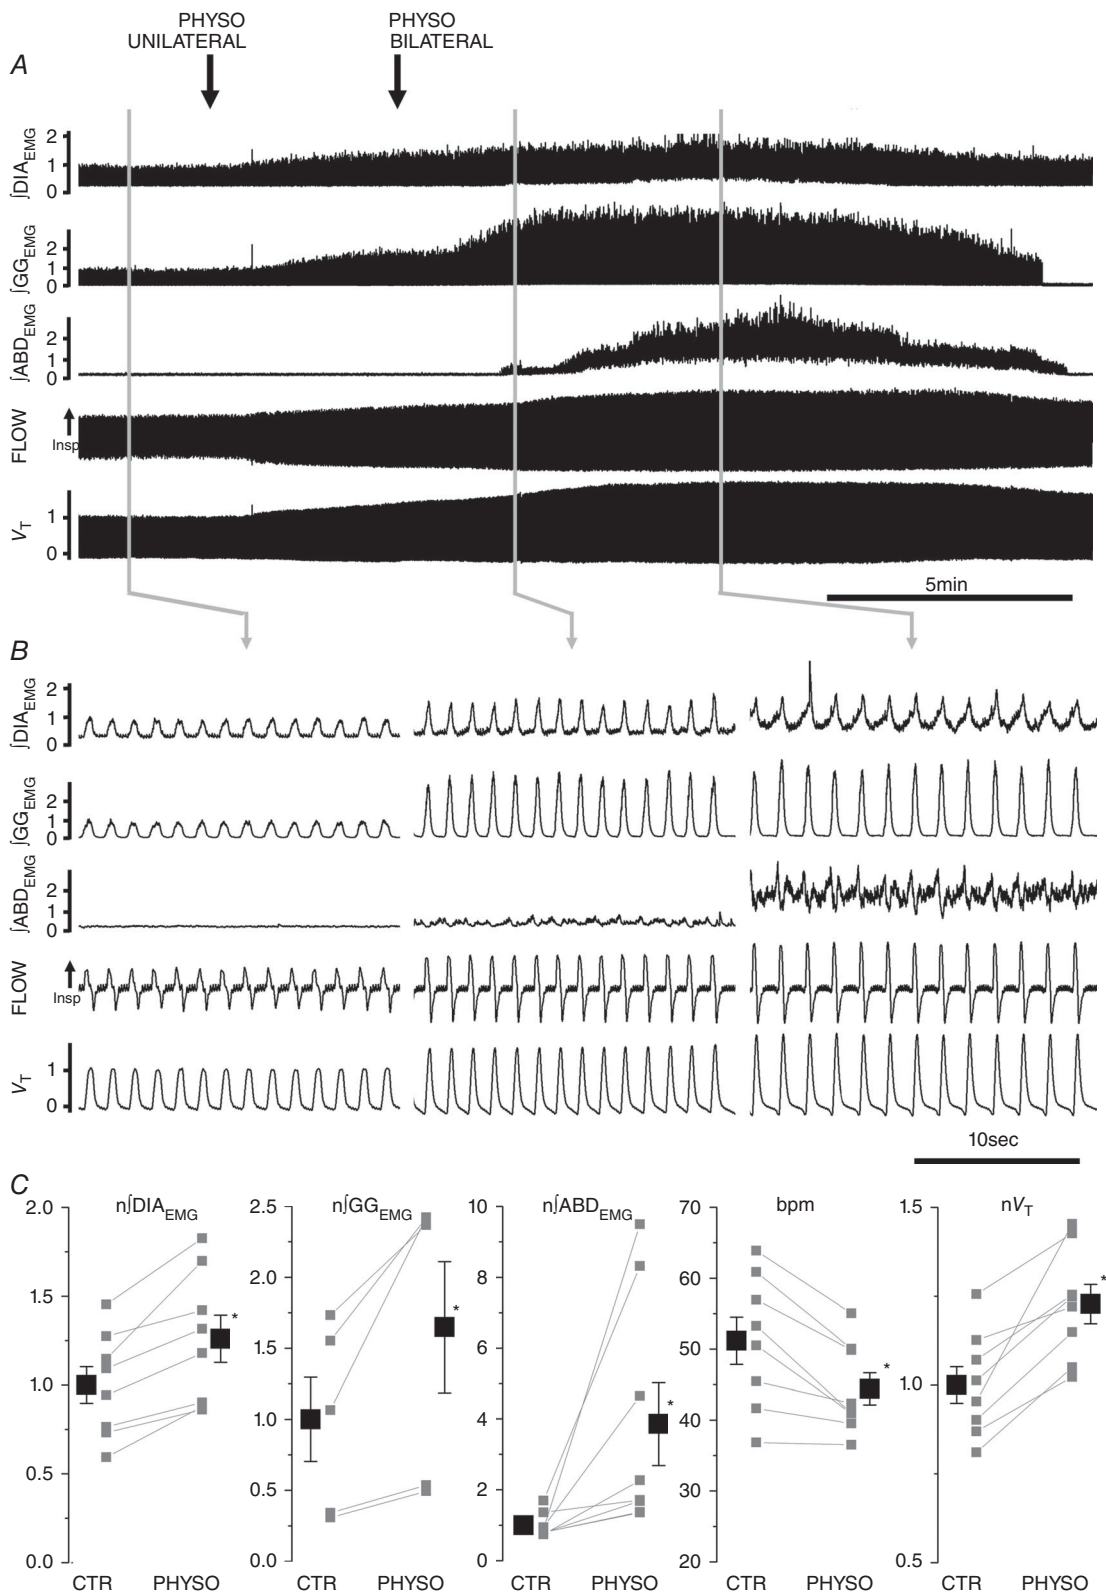 PHYSO UNILATERAL
PHYSO BILATERAL
A
∫DIA_EMG
2
1
0
∫GG_EMG
2
1
0
∫ABD_EMG
2
1
0
FLOW
Insp
V_T
1
0
5min
B
∫DIA_EMG
2
1
0
∫GG_EMG
2
1
0
∫ABD_EMG
2
1
0
FLOW
Insp
V_T
1
0
10sec
C
n∫DIA_EMG
2.0
1.5
1.0
0.5
0.0
*
CTR PHYSO
n∫GG_EMG
2.5
2.0
1.5
1.0
0.5
0.0
*
CTR PHYSO
n∫ABD_EMG
10
8
6
4
2
0
*
CTR PHYSO
bpm
70
60
50
40
30
20
*
CTR PHYSO
nV_T
1.5
1.0
0.5
*
CTR PHYSO